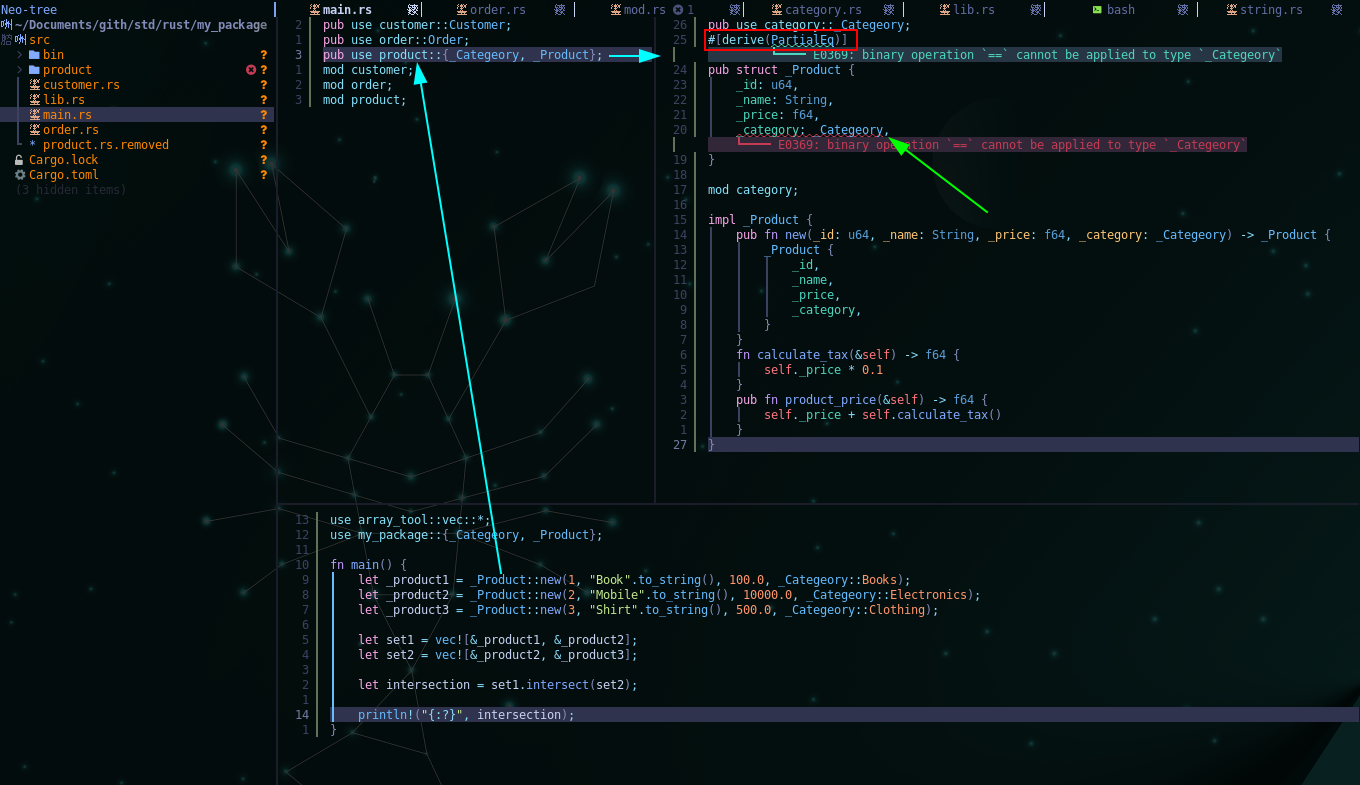 Neo-tree
~/Documents/gith/std/rust/my_package
src
bin ?
product ?
customer.rs ?
lib.rs ?
main.rs ?
order.rs ?
* product.rs.removed ?
Cargo.lock ?
Cargo.toml ?
(3 hidden items)
main.rs order.rs mod.rs 1 category.rs lib.rs bash string.rs
2 pub use customer::Customer;
1 pub use order::Order;
3 pub use product::{_Categeory, _Product};
1 mod customer;
2 mod order;
3 mod product;
26 pub use category::_Categeory;
25 #[derive(PartialEq)]
E0369: binary operation `==` cannot be applied to type `_Categeory`
24 pub struct _Product {
23 _id: u64,
22 _name: String,
21 _price: f64,
20 _category: _Categeory,
E0369: binary operation `==` cannot be applied to type `_Categeory`
19 }
18
17 mod category;
16
15 impl _Product {
14 pub fn new(_id: u64, _name: String, _price: f64, _category: _Categeory) -> _Product {
13 _Product {
12 _id,
11 _name,
10 _price,
9 _category,
8 }
7 }
6 fn calculate_tax(&self) -> f64 {
5 self._price * 0.1
4 }
3 pub fn product_price(&self) -> f64 {
2 self._price + self.calculate_tax()
1 }
27 }
13 use array_tool::vec::*;
12 use my_package::{_Categeory, _Product};
11
10 fn main() {
9 let _product1 = _Product::new(1, "Book".to_string(), 100.0, _Categeory::Books);
8 let _product2 = _Product::new(2, "Mobile".to_string(), 10000.0, _Categeory::Electronics);
7 let _product3 = _Product::new(3, "Shirt".to_string(), 500.0, _Categeory::Clothing);
6
5 let set1 = vec![&_product1, &_product2];
4 let set2 = vec![&_product2, &_product3];
3
2 let intersection = set1.intersect(set2);
1
14 println!("{:?}", intersection);
1 }